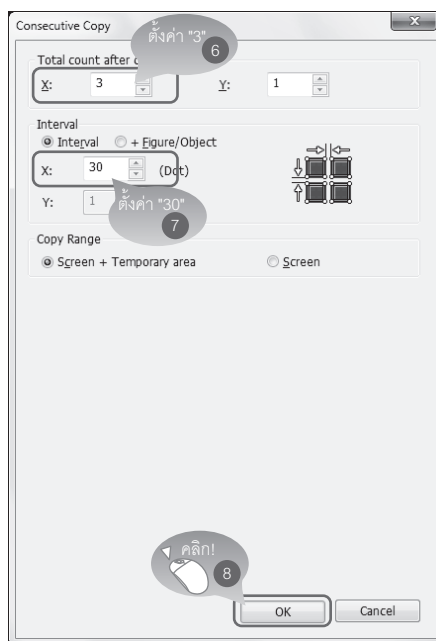 Consecutive Copy
ตั้งค่า "3"
6
Total count after c
X: 3 Y: 1
Interval
Interval + Figure/Object
X: 30 (Dot)
Y: 1 ตั้งค่า "30"
7
Copy Range
Screen + Temporary area Screen
คลิก!
8
OK Cancel